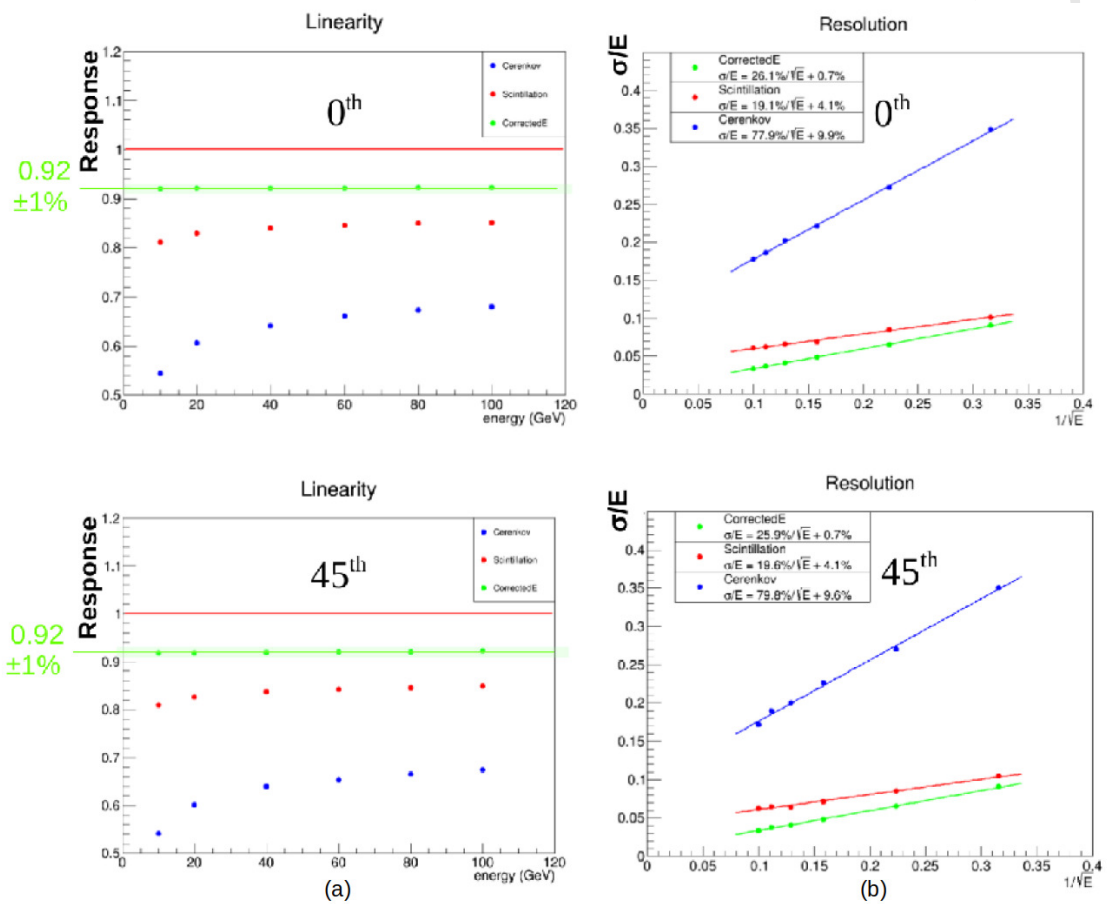 Linearity
Response
1.2
1.1
1
0.9
0.8
0.7
0.6
0.5
0.92
±1%
Cerenkov
Scintillation
CorrectedE
0th
0 20 40 60 80 100 120
energy (GeV)
Resolution
σ/E
0.4
0.35
0.3
0.25
0.2
0.15
0.1
0.05
0
CorrectedE
σ/E = 26.1%/√E + 0.7%
Scintillation
σ/E = 19.1%/√E + 4.1%
Cerenkov
σ/E = 77.9%/√E + 9.9%
0th
0 0.05 0.1 0.15 0.2 0.25 0.3 0.35 0.4
1/√E
Linearity
Response
1.2
1.1
1
0.9
0.8
0.7
0.6
0.5
0.92
±1%
Cerenkov
Scintillation
CorrectedE
45th
0 20 40 60 80 100 120
energy (GeV)
(a)
Resolution
σ/E
0.4
0.35
0.3
0.25
0.2
0.15
0.1
0.05
0
CorrectedE
σ/E = 25.9%/√E + 0.7%
Scintillation
σ/E = 19.6%/√E + 4.1%
Cerenkov
σ/E = 79.8%/√E + 9.6%
45th
0 0.05 0.1 0.15 0.2 0.25 0.3 0.35 0.4
1/√E
(b)